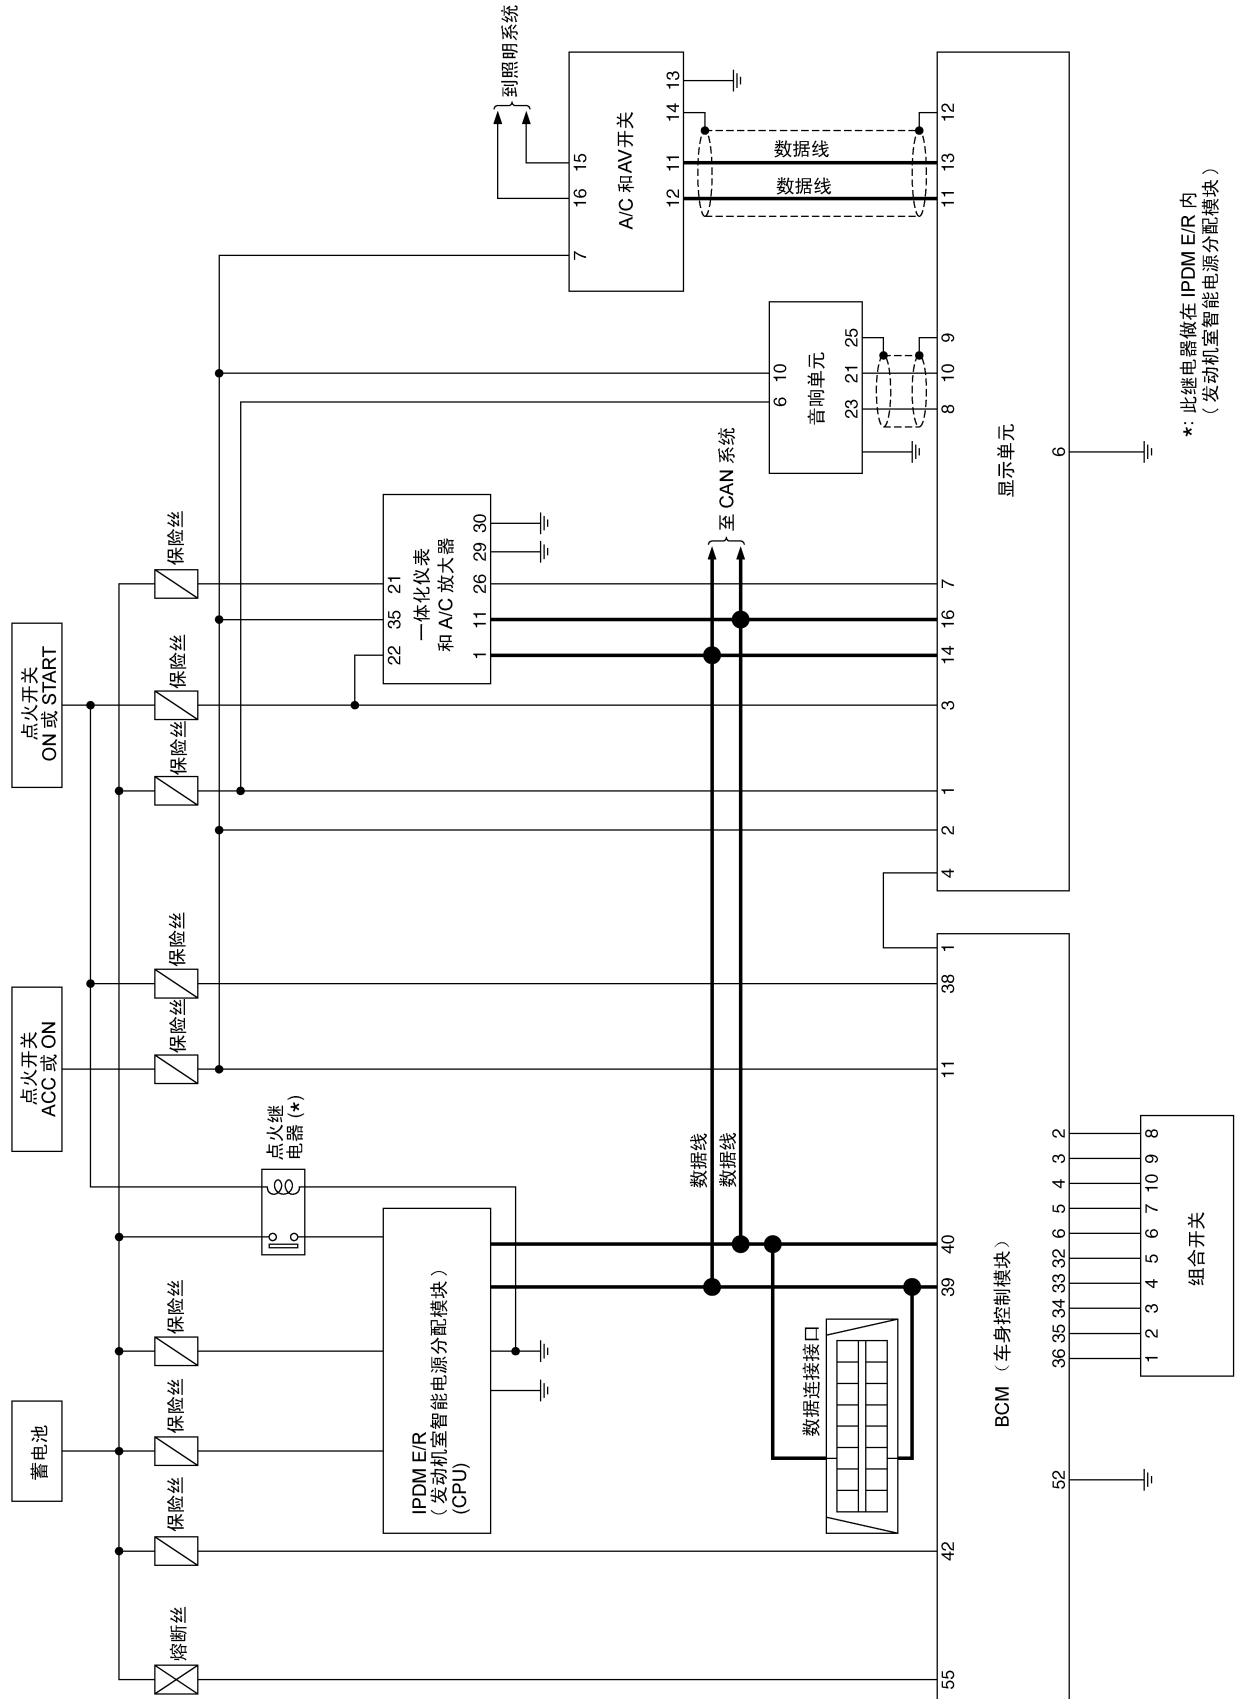 蓄电池
点火开关
ACC 或 ON
点火开关
ON 或 START
熔断丝
保险丝
保险丝
保险丝
保险丝
保险丝
保险丝
保险丝
保险丝
点火继
电器 (*)
IPDM E/R
（发动机室智能电源分配模块）
(CPU)
22
35
21
一体化仪表
和 A/C 放大器
1
11
26
29
30
到照明系统
7
16
15
A/C 和AV开关
12
11
14
13
数据线
数据线
6
10
音响单元
23
21
25
至 CAN 系统
数据线
数据线
数据连接接口
55
42
39
40
11
38
1
BCM （车身控制模块）
52
36
35
34
33
32
6
5
4
3
2
1
2
3
4
5
6
7
10
9
8
组合开关
4
2
1
3
14
16
7
8
10
9
11
13
12
显示单元
6
*: 此继电器做在 IPDM E/R 内
（发动机室智能电源分配模块）